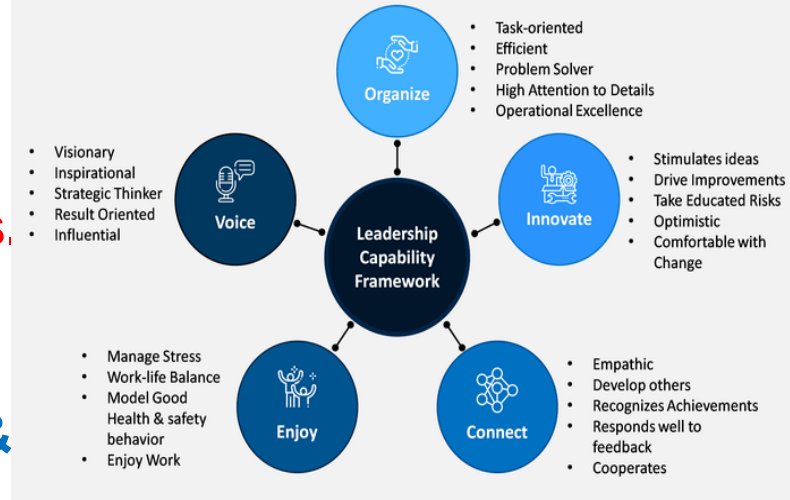 Organize
• Task-oriented
• Efficient
• Problem Solver
• High Attention to Details
• Operational Excellence
Innovate
• Stimulates ideas
• Drive Improvements
• Take Educated Risks
• Optimistic
• Comfortable with
Change
Connect
• Empathic
• Develop others
• Recognizes Achievements
• Responds well to
feedback
• Cooperates
Enjoy
• Manage Stress
• Work-life Balance
• Model Good
Health & safety
behavior
• Enjoy Work
Voice
• Visionary
• Inspirational
• Strategic Thinker
• Result Oriented
• Influential
Leadership
Capability
Framework
&